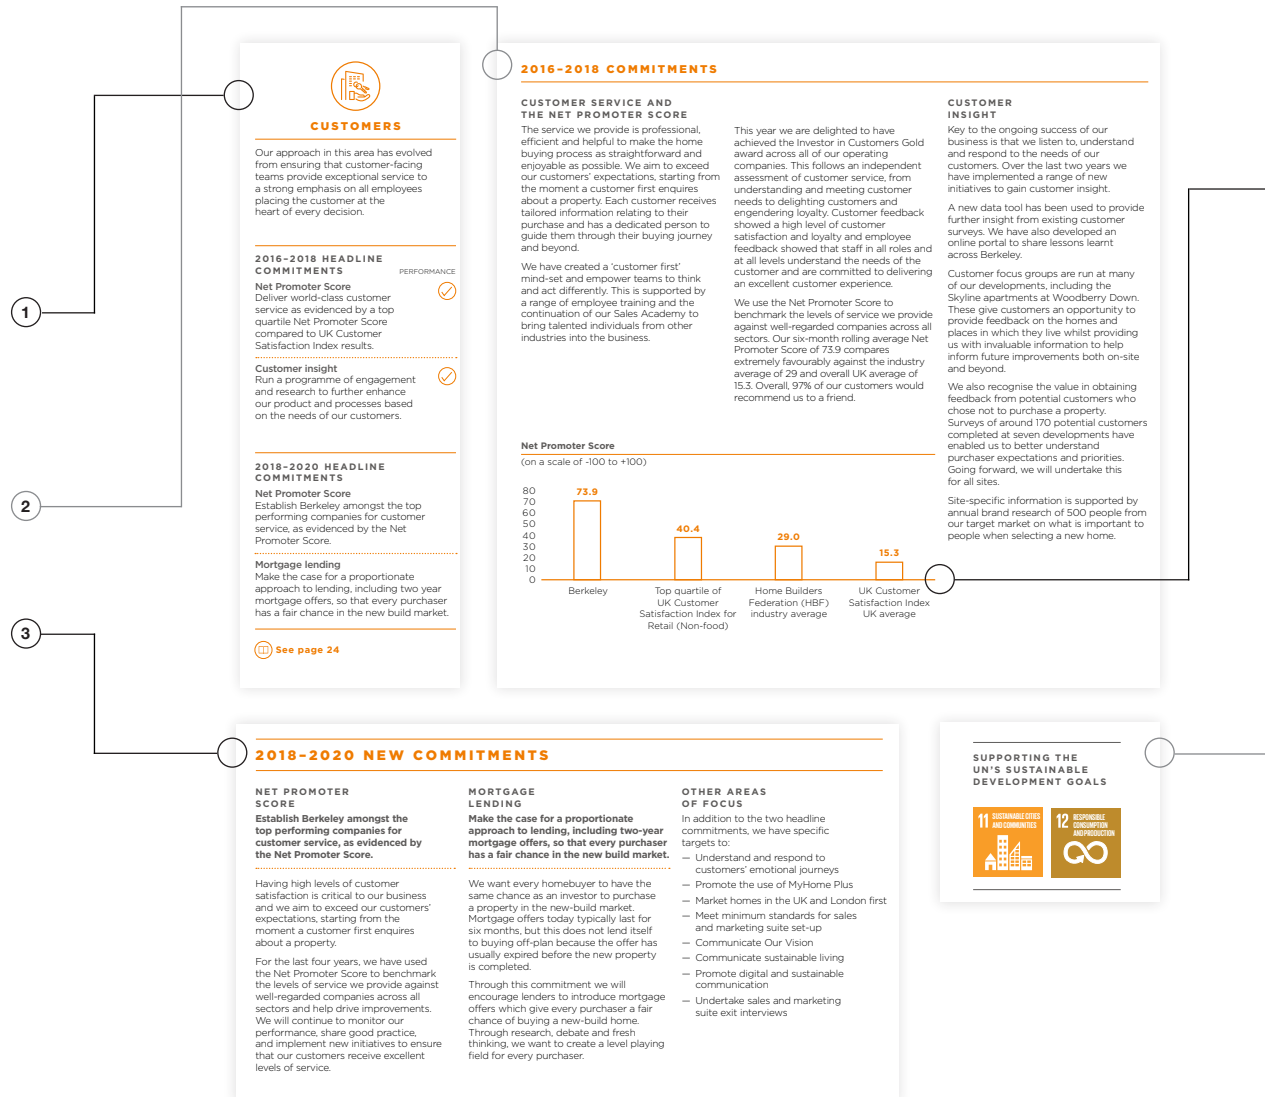 1
2
3
CUSTOMERS
Our approach in this area has evolved
from ensuring that customer-facing
teams provide exceptional service to
a strong emphasis on all employees
placing the customer at the
heart of every decision.
2016–2018 HEADLINE
COMMITMENTS
PERFORMANCE
Net Promoter Score
Deliver world-class customer
service as evidenced by a top
quartile Net Promoter Score
compared to UK Customer
Satisfaction Index results.
Customer insight
Run a programme of engagement
and research to further enhance
our product and processes based
on the needs of our customers.
2018–2020 HEADLINE
COMMITMENTS
Net Promoter Score
Establish Berkeley amongst the top
performing companies for customer
service, as evidenced by the Net
Promoter Score.
Mortgage lending
Make the case for a proportionate
approach to lending, including two year
mortgage offers, so that every purchaser
has a fair chance in the new build market.
See page 24
2016–2018 COMMITMENTS
CUSTOMER SERVICE AND
THE NET PROMOTER SCORE
The service we provide is professional,
efficient and helpful to make the home
buying process as straightforward and
enjoyable as possible. We aim to exceed
our customers' expectations, starting from
the moment a customer first enquires
about a property. Each customer receives
tailored information relating to their
purchase and has a dedicated person to
guide them through their buying journey
and beyond.
We have created a 'customer first'
mind-set and empower teams to think
and act differently. This is supported by
a range of employee training and the
continuation of our Sales Academy to
bring talented individuals from other
industries into the business.
This year we are delighted to have
achieved the Investor in Customers Gold
award across all of our operating
companies. This follows an independent
assessment of customer service, from
understanding and meeting customer
needs to delighting customers and
engendering loyalty. Customer feedback
showed a high level of customer
satisfaction and loyalty and employee
feedback showed that staff in all roles and
at all levels understand the needs of the
customer and are committed to delivering
an excellent customer experience.
We use the Net Promoter Score to
benchmark the levels of service we provide
against well-regarded companies across all
sectors. Our six-month rolling average Net
Promoter Score of 73.9 compares
extremely favourably against the industry
average of 29 and overall UK average of
15.3. Overall, 97% of our customers would
recommend us to a friend.
CUSTOMER
INSIGHT
Key to the ongoing success of our
business is that we listen to, understand
and respond to the needs of our
customers. Over the last two years we
have implemented a range of new
initiatives to gain customer insight.
A new data tool has been used to provide
further insight from existing customer
surveys. We have also developed an
online portal to share lessons learnt
across Berkeley.
Customer focus groups are run at many
of our developments, including the
Skyline apartments at Woodberry Down.
These give customers an opportunity to
provide feedback on the homes and
places in which they live whilst providing
us with invaluable information to help
inform future improvements both on-site
and beyond.
We also recognise the value in obtaining
feedback from potential customers who
chose not to purchase a property.
Surveys of around 170 potential customers
completed at seven developments have
enabled us to better understand
purchaser expectations and priorities.
Going forward, we will undertake this
for all sites.
Site-specific information is supported by
annual brand research of 500 people from
our target market on what is important to
people when selecting a new home.
Net Promoter Score
(on a scale of -100 to +100)
80
70
60
50
40
30
20
10
0
73.9
40.4
29.0
15.3
Berkeley
Top quartile of
UK Customer
Satisfaction Index for
Retail (Non-food)
Home Builders
Federation (HBF)
industry average
UK Customer
Satisfaction Index
UK average
2018–2020 NEW COMMITMENTS
NET PROMOTER
SCORE
Establish Berkeley amongst the
top performing companies for
customer service, as evidenced by
the Net Promoter Score.
Having high levels of customer
satisfaction is critical to our business
and we aim to exceed our customers'
expectations, starting from the
moment a customer first enquires
about a property.
For the last four years, we have used
the Net Promoter Score to benchmark
the levels of service we provide against
well-regarded companies across all
sectors and help drive improvements.
We will continue to monitor our
performance, share good practice,
and implement new initiatives to ensure
that our customers receive excellent
levels of service.
MORTGAGE
LENDING
Make the case for a proportionate
approach to lending, including two-year
mortgage offers, so that every purchaser
has a fair chance in the new build market.
We want every homebuyer to have the
same chance as an investor to purchase
a property in the new-build market.
Mortgage offers today typically last for
six months, but this does not lend itself
to buying off-plan because the offer has
usually expired before the new property
is completed.
Through this commitment we will
encourage lenders to introduce mortgage
offers which give every purchaser a fair
chance of buying a new-build home.
Through research, debate and fresh
thinking, we want to create a level playing
field for every purchaser.
OTHER AREAS
OF FOCUS
In addition to the two headline
commitments, we have specific
targets to:
— Understand and respond to
customers' emotional journeys
— Promote the use of MyHome Plus
— Market homes in the UK and London first
— Meet minimum standards for sales
and marketing suite set-up
— Communicate Our Vision
— Communicate sustainable living
— Promote digital and sustainable
communication
— Undertake sales and marketing
suite exit interviews
SUPPORTING THE
UN'S SUSTAINABLE
DEVELOPMENT GOALS
11 SUSTAINABLE CITIES
AND COMMUNITIES
12 RESPONSIBLE
CONSUMPTION
AND PRODUCTION